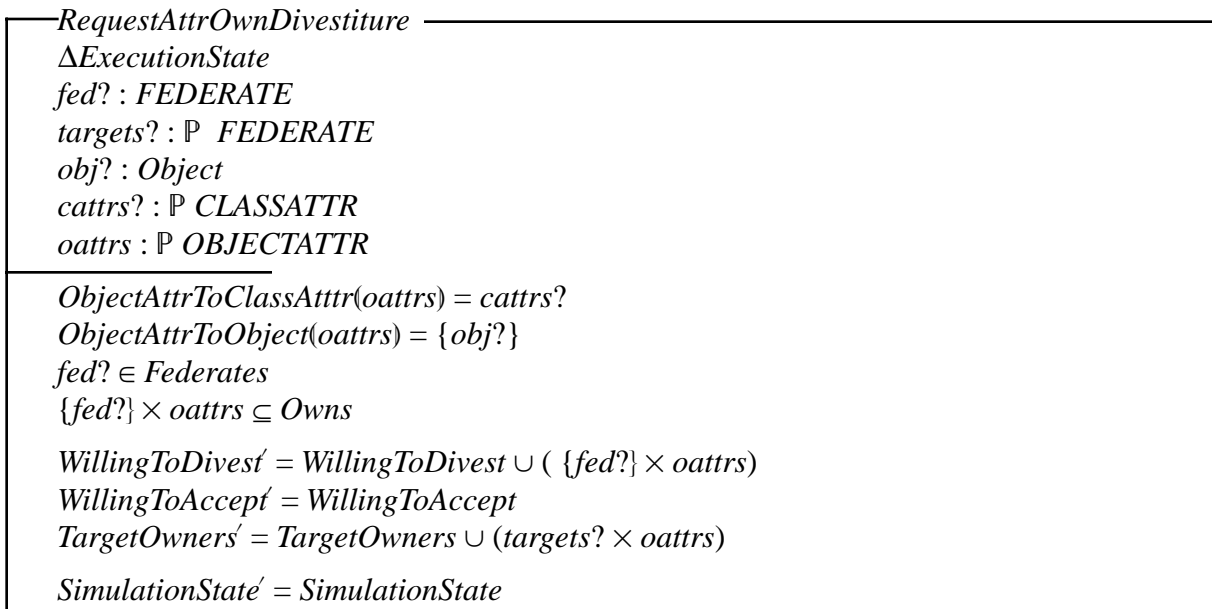 RequestAttrOwnDivestiture
ΔExecutionState
fed? : FEDERATE
targets? : ℙ FEDERATE
obj? : Object
cattrs? : ℙ CLASSATTR
oattrs : ℙ OBJECTATTR
ObjectAttrToClassAtttr⦇oattrs⦈ = cattrs?
ObjectAttrToObject⦇oattrs⦈ = {obj?}
fed? ∈ Federates
{fed?} × oattrs ⊆ Owns
WillingToDivest′ = WillingToDivest ∪ ( {fed?} × oattrs)
WillingToAccept′ = WillingToAccept
TargetOwners′ = TargetOwners ∪ (targets? × oattrs)
SimulationState′ = SimulationState